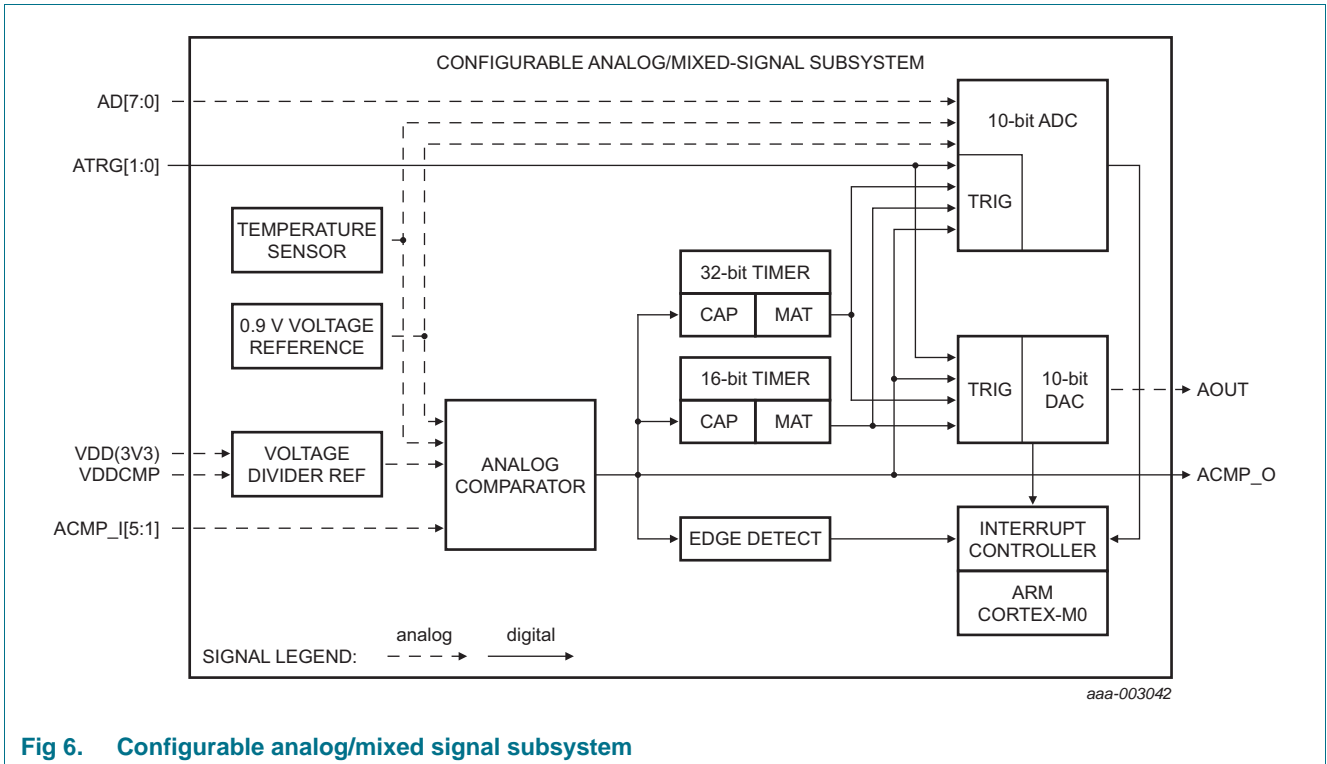 CONFIGURABLE ANALOG/MIXED-SIGNAL SUBSYSTEM
AD[7:0]
ATRG[1:0]
10-bit ADC
TRIG
TEMPERATURE
SENSOR
0.9 V VOLTAGE
REFERENCE
32-bit TIMER
CAP
MAT
16-bit TIMER
CAP
MAT
TRIG
10-bit
DAC
AOUT
VDD(3V3)
VDDCMP
VOLTAGE
DIVIDER REF
ANALOG
COMPARATOR
ACMP_O
ACMP_I[5:1]
EDGE DETECT
INTERRUPT
CONTROLLER
ARM
CORTEX-M0
SIGNAL LEGEND:
analog
digital
aaa-003042
Fig 6. Configurable analog/mixed signal subsystem